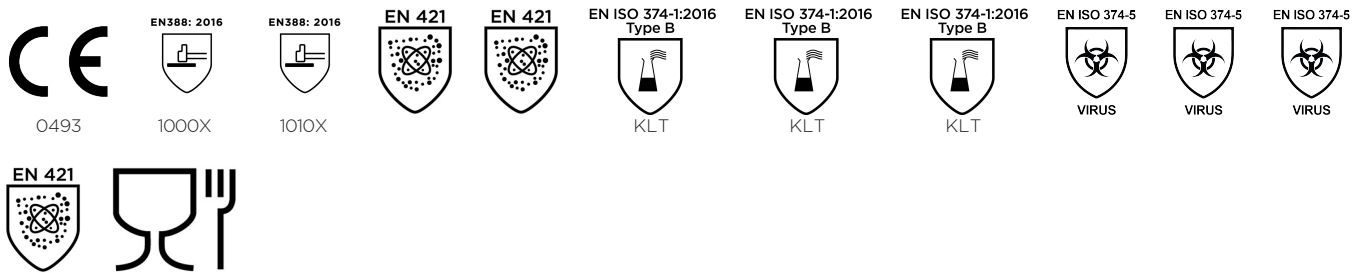 CE
0493
EN388: 2016
1000X
EN388: 2016
1010X
EN 421
EN 421
EN ISO 374-1:2016
Type B
KLT
EN ISO 374-1:2016
Type B
KLT
EN ISO 374-1:2016
Type B
KLT
EN ISO 374-5
VIRUS
EN ISO 374-5
VIRUS
EN ISO 374-5
VIRUS
EN 421